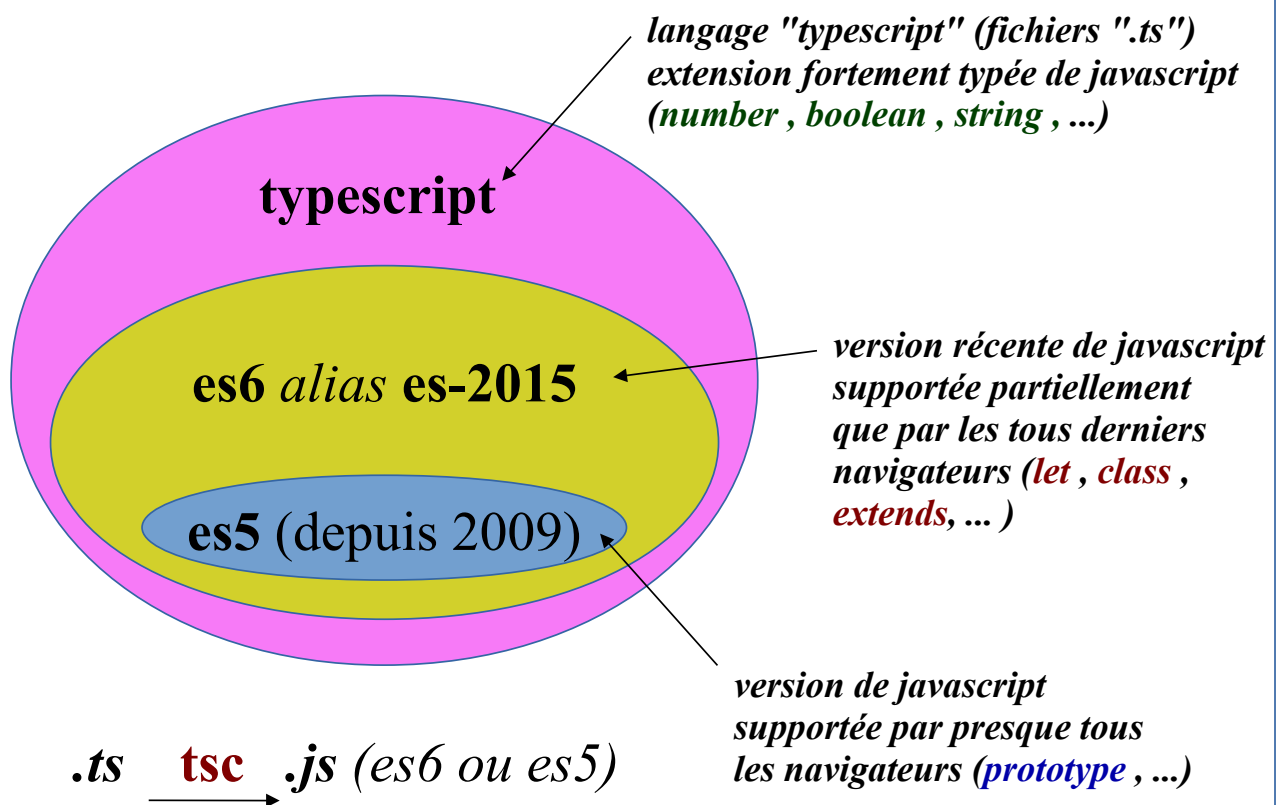 langage "typescript" (fichiers ".ts")
extension fortement typée de javascript
(number , boolean , string , ...)
typescript
es6 alias es-2015
version récente de javascript
supportée partiellement
que par les tous derniers
navigateurs (let , class ,
extends, ... )
es5 (depuis 2009)
version de javascript
supportée par presque tous
les navigateurs (prototype , ...)
.ts tsc .js (es6 ou es5)